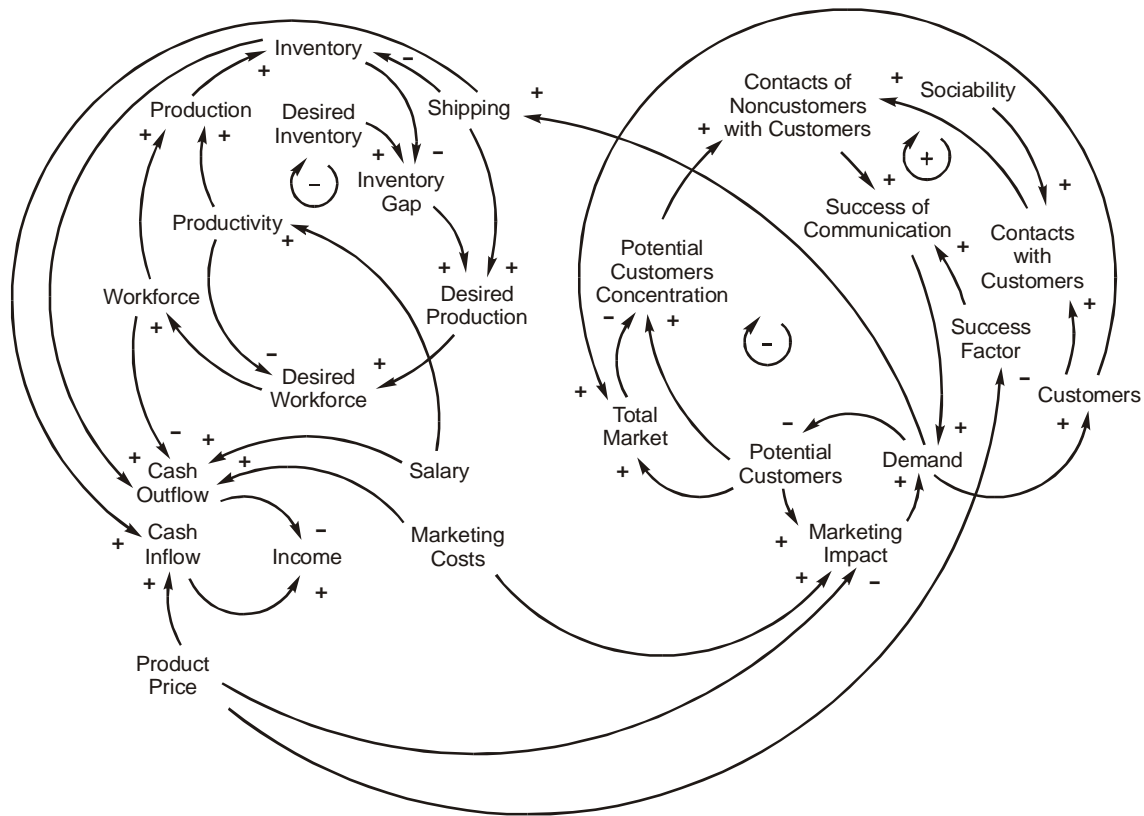 Inventory
Production
Desired
Inventory
Shipping
Inventory
Gap
Productivity
Workforce
Desired
Production
Desired
Workforce
Cash
Outflow
Salary
Cash
Inflow
Income
Marketing
Costs
Product
Price
Contacts of
Noncustomers
with Customers
Sociability
Success of
Communication
Contacts
with
Customers
Potential
Customers
Concentration
Success
Factor
Customers
Total
Market
Potential
Customers
Demand
Marketing
Impact
+
-
+
+
+
-
-
+
+
+
+
-
+
+
-
+
+
+
+
+
-
+
+
+
+
+
+
+
+
+
-
+
-
+
-
+
+
-
+
+
+
+
+
-